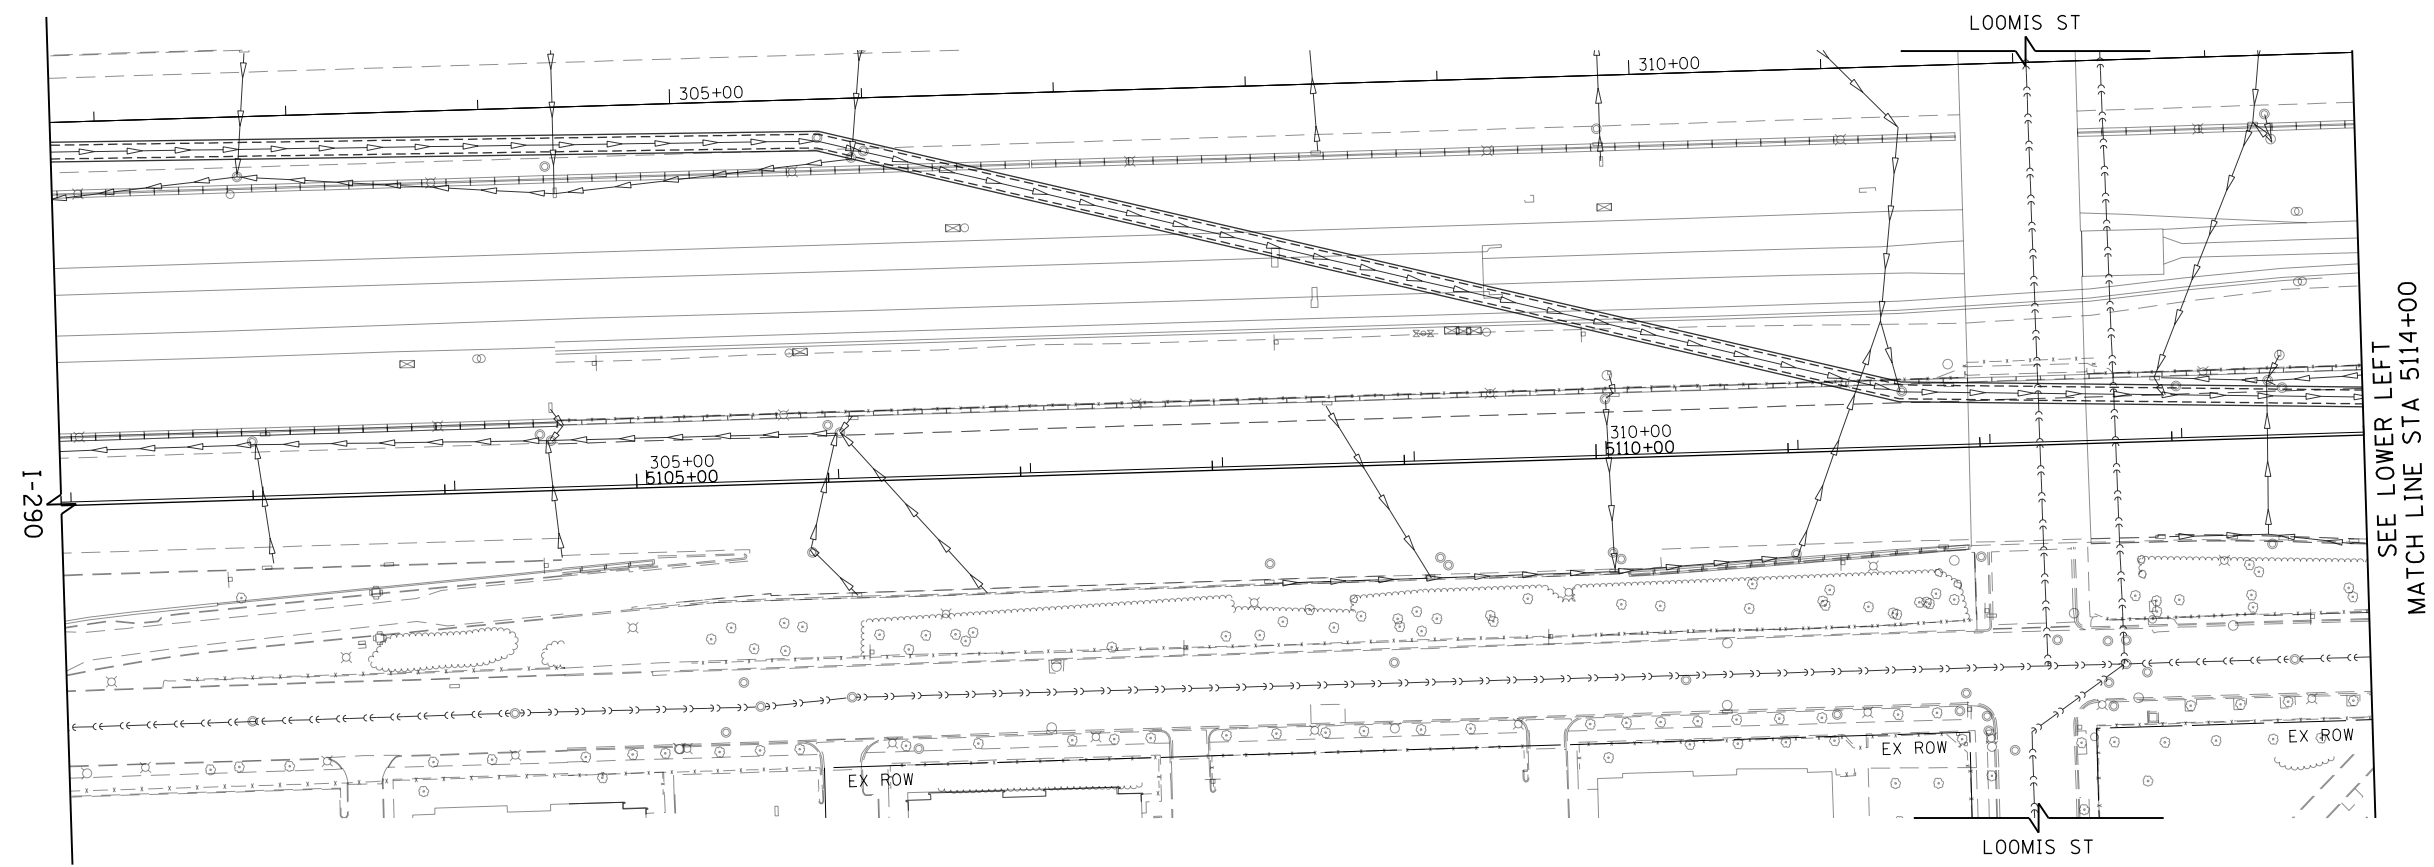 LOOMIS ST
305+00
310+00
310+00
5110+00
305+00
5105+00
I-290
SEE LOWER LEFT
MATCH LINE STA 5114+00
EX ROW
EX ROW
EX ROW
LOOMIS ST